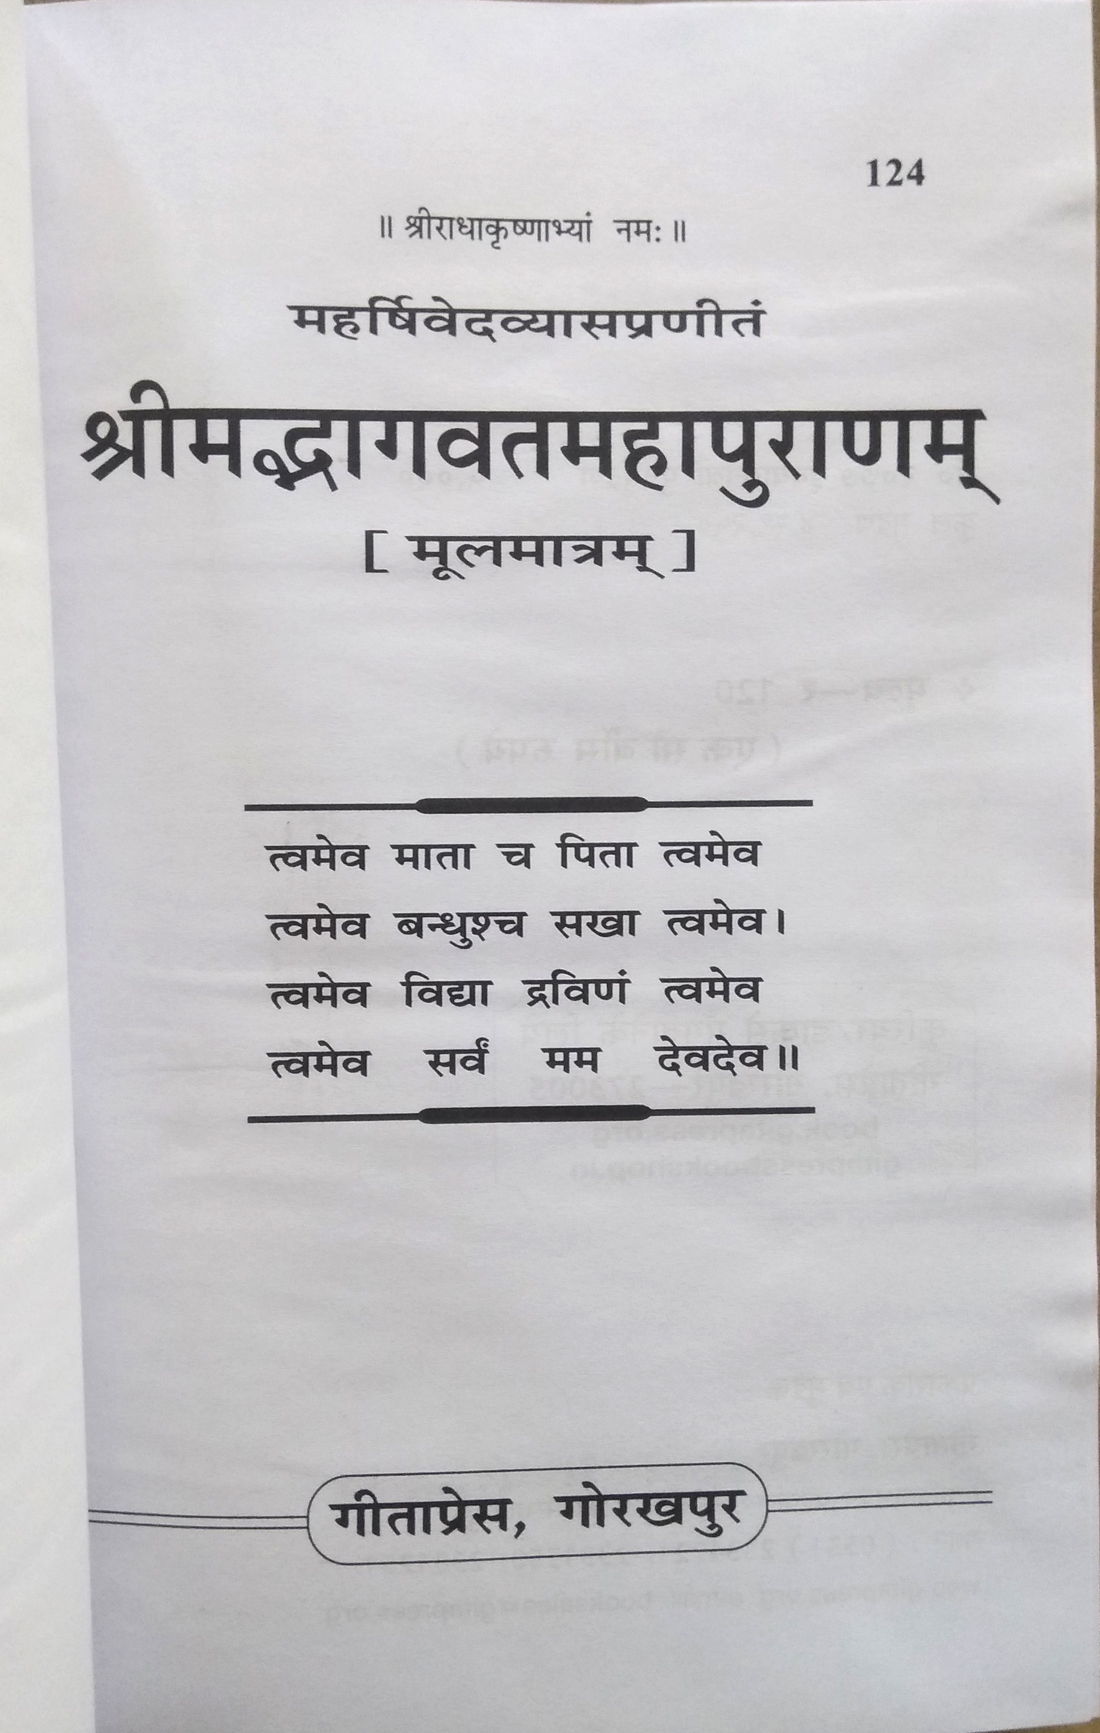 124
॥ श्रीराधाकृष्णाभ्यां नमः ॥
महर्षिवेदव्यासप्रणीतं
श्रीमद्भागवतमहापुराणम्
[ मूलमात्रम् ]
त्वमेव माता च पिता त्वमेव
त्वमेव बन्धुश्च सखा त्वमेव।
त्वमेव विद्या द्रविणं त्वमेव
त्वमेव सर्वं मम देवदेव॥
गीताप्रेस, गोरखपुर